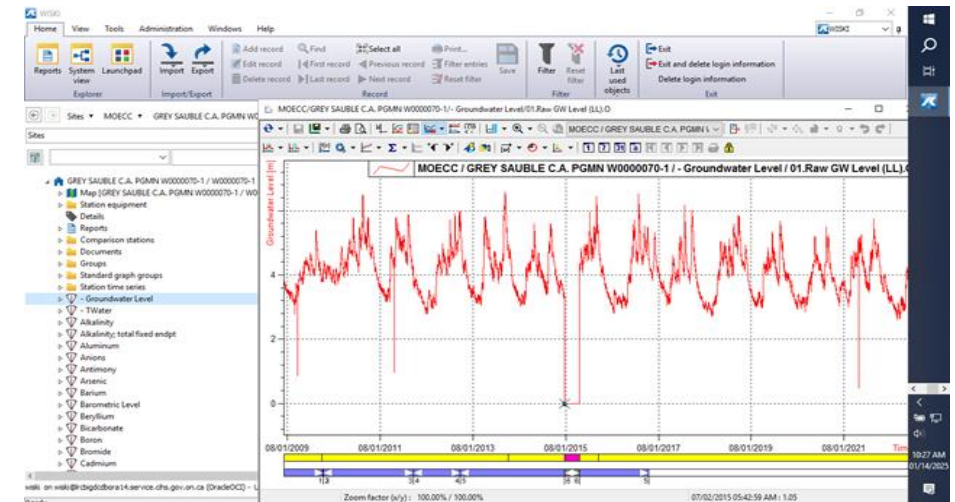 WISKI
Home View Tools Administration Windows Help
WISKI
Reports System view Launchpad
Explorer
Import Export
Import/Export
Add record Find Select all Print...
Edit record First record Previous record Filter entries
Delete record Last record Next record Reset filter
Save
Record
Filter Reset filter
Filter
Last used objects
Exit
Exit and delete login information
Delete login information
Exit
Sites MOECC GREY SAUBLE C.A. PGMN WO
Sites
GREY SAUBLE C.A. PGMN W0000070-1 / W0000070-1
Map [GREY SAUBLE C.A. PGMN W0000070-1 / W0
Station equipment
Details
Reports
Comparison stations
Documents
Groups
Standard graph groups
Station time series
- Groundwater Level
- TWater
Alkalinity
Alkalinity; total fixed endpt
Aluminum
Anions
Antimony
Arsenic
Barium
Barometric Level
Beryllium
Bicarbonate
Boron
Bromide
Cadmium
MOECC/GREY SAUBLE C.A. PGMN W0000070-1/- Groundwater Level/01.Raw GW Level (LL).O
MOECC / GREY SAUBLE C.A. PGMN
MOECC / GREY SAUBLE C.A. PGMN W0000070-1 / - Groundwater Level / 01.Raw GW Level (LL).
Groundwater Level [m]
4
2
0
08/01/2009 08/01/2011 08/01/2013 08/01/2015 08/01/2017 08/01/2019 08/01/2021 Time
Zoom factor (x/y): 100.00% / 100.00%
07/02/2015 05:42:59 AM : 1.05
10:27 AM
01/14/2025